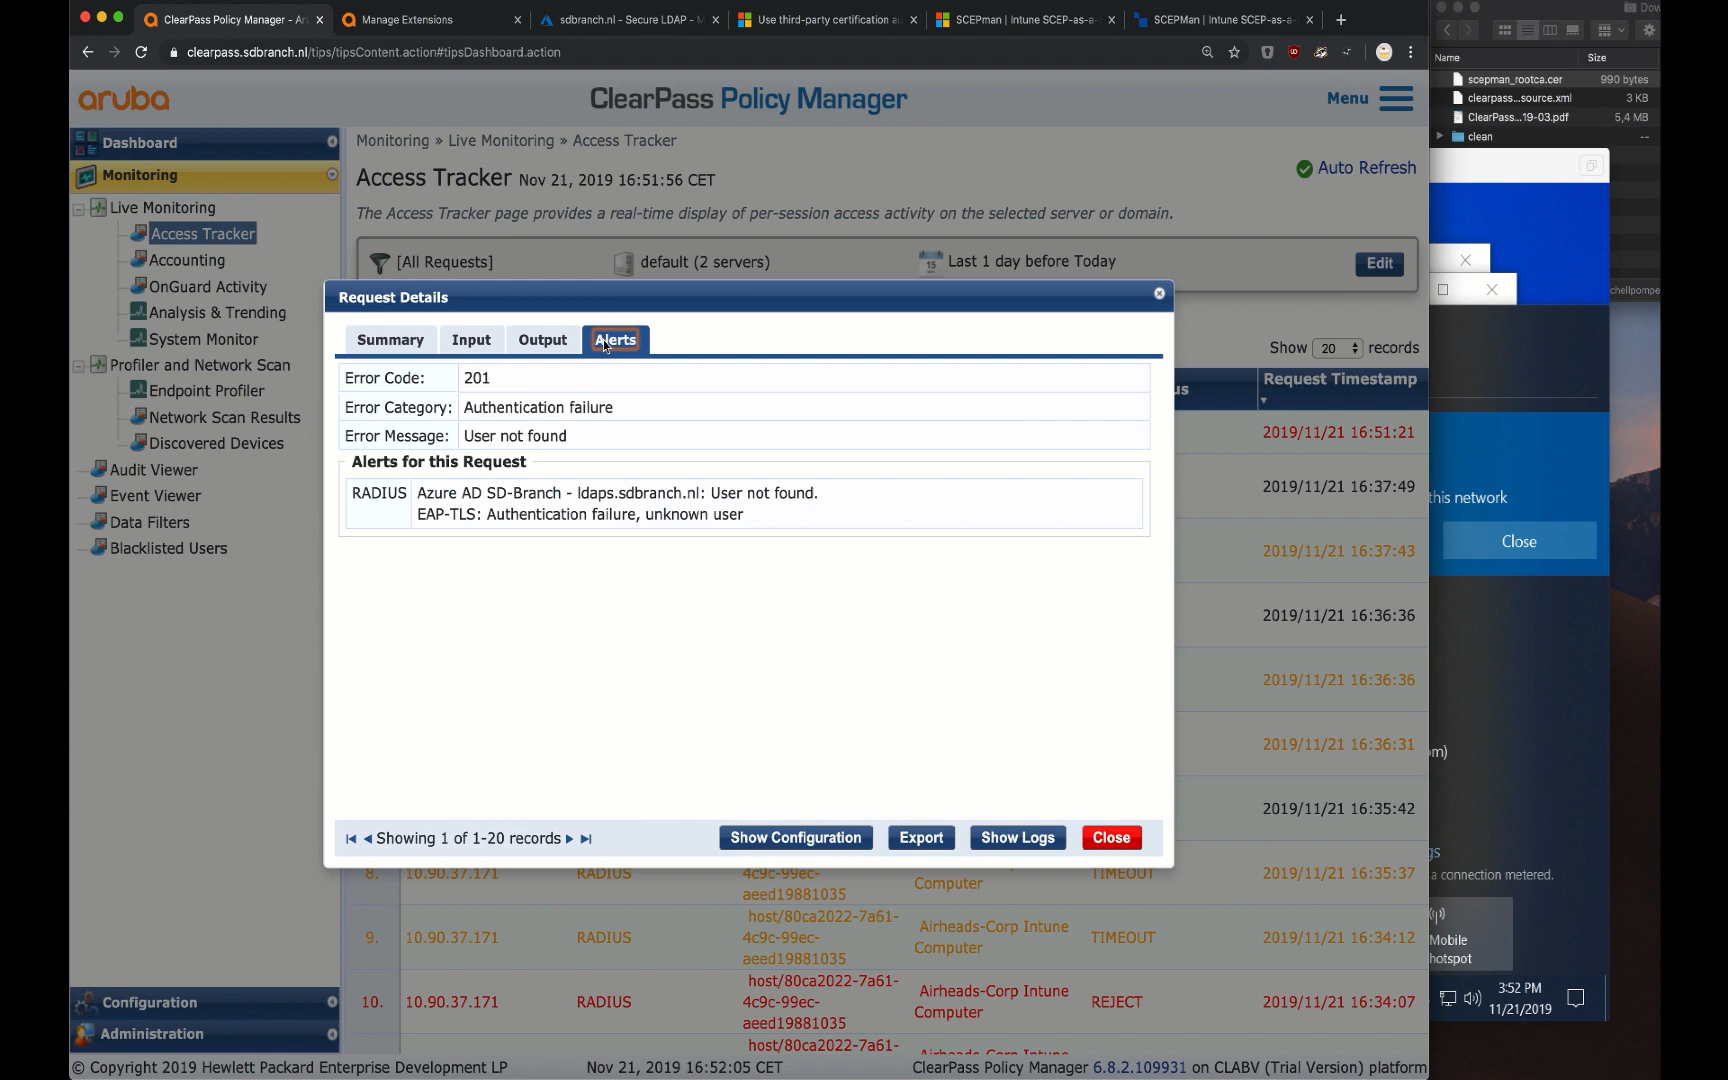 ClearPass Policy Manager - Ar
Manage Extensions
sdbranch.nl - Secure LDAP - M
Use third-party certification au
SCEPman | Intune SCEP-as-a-
SCEPMan | Intune SCEP-as-a-
Dow
clearpass.sdbranch.nl/tips/tipsContent.action#tipsDashboard.action
Name
Size
scepman_rootca.cer
990 bytes
clearpass...source.xml
3 KB
ClearPass...19-03.pdf
5,4 MB
clean
--
aruba
ClearPass Policy Manager
Menu
Dashboard
Monitoring
Live Monitoring
Access Tracker
Accounting
OnGuard Activity
Analysis & Trending
System Monitor
Profiler and Network Scan
Endpoint Profiler
Network Scan Results
Discovered Devices
Audit Viewer
Event Viewer
Data Filters
Blacklisted Users
Configuration
Administration
Monitoring » Live Monitoring » Access Tracker
Access Tracker Nov 21, 2019 16:51:56 CET
Auto Refresh
The Access Tracker page provides a real-time display of per-session access activity on the selected server or domain.
[All Requests]
default (2 servers)
15
Last 1 day before Today
Edit
chellpompe
Show 20 records
us
Request Timestamp
2019/11/21 16:51:21
2019/11/21 16:37:49
2019/11/21 16:37:43
2019/11/21 16:36:36
2019/11/21 16:36:36
2019/11/21 16:36:31
2019/11/21 16:35:42
Request Details
Summary
Input
Output
Alerts
Error Code:
201
Error Category:
Authentication failure
Error Message:
User not found
Alerts for this Request
RADIUS
Azure AD SD-Branch - ldaps.sdbranch.nl: User not found.
EAP-TLS: Authentication failure, unknown user
Showing 1 of 1-20 records
Show Configuration
Export
Show Logs
Close
8.
10.90.37.171
RADIUS
4c9c-99ec-
aeed19881035
Computer
TIMEOUT
2019/11/21 16:35:37
9.
10.90.37.171
RADIUS
host/80ca2022-7a61-
4c9c-99ec-
aeed19881035
Airheads-Corp Intune
Computer
TIMEOUT
2019/11/21 16:34:12
10.
10.90.37.171
RADIUS
host/80ca2022-7a61-
4c9c-99ec-
aeed19881035
Airheads-Corp Intune
Computer
REJECT
2019/11/21 16:34:07
host/80ca2022-7a61-
Airheads-Corp Intune
this network
Close
om)
gs
a connection metered.
Mobile
hotspot
3:52 PM
11/21/2019
© Copyright 2019 Hewlett Packard Enterprise Development LP
Nov 21, 2019 16:52:05 CET
ClearPass Policy Manager 6.8.2.109931 on CLABV (Trial Version) platform